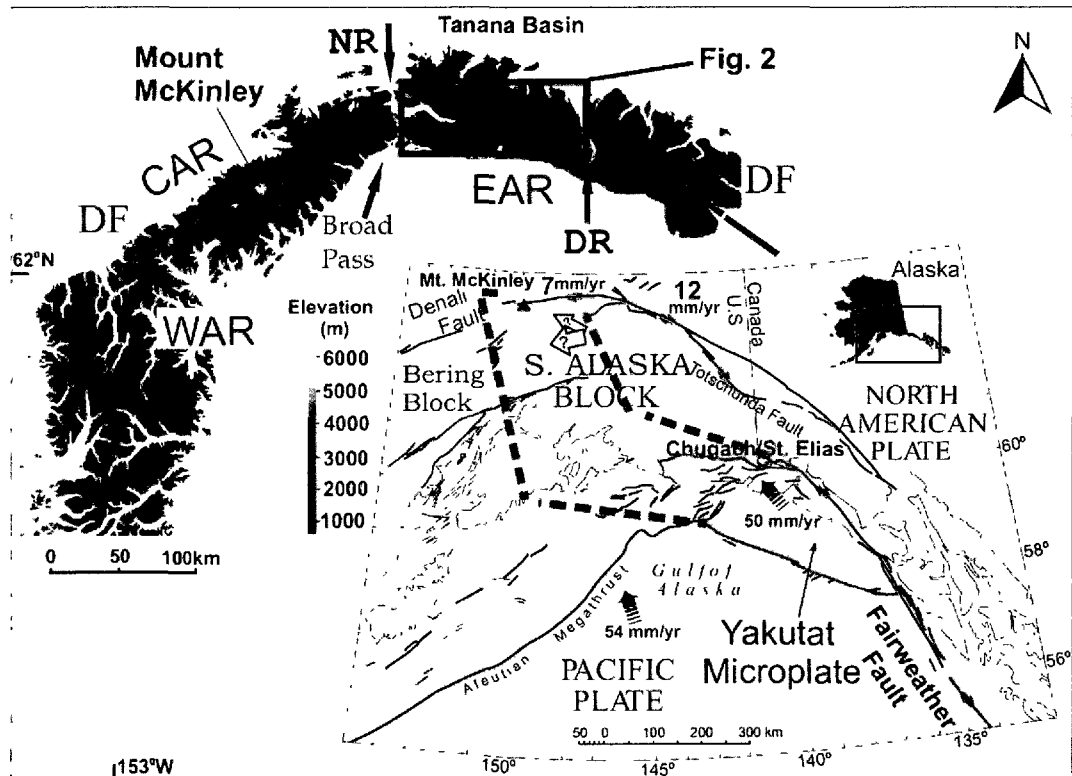 Tanana Basin
N
NR
Fig. 2
Mount
McKinley
CAR
DF
EAR
DF
Broad
Pass
DR
62°N
WAR
Elevation
(m)
6000
5000
4000
3000
2000
1000
0 50 100km
Mt. McKinley
7mm/yr
12
mm/yr
Denali
Fault
U.S
Canada
Alaska
?
?
S. ALASKA
BLOCK
Bering
Block
Totschunda Fault
NORTH
AMERICAN
PLATE
Chugach/St. Elias
60°
50 mm/yr
58°
Gulf of
Alaska
Aleutian Megathrust
54 mm/yr
Yakutat
Microplate
Fairweather
Fault
56°
PACIFIC
PLATE
50 0 100 200 300 km
153°W
150°
145°
140°
135°